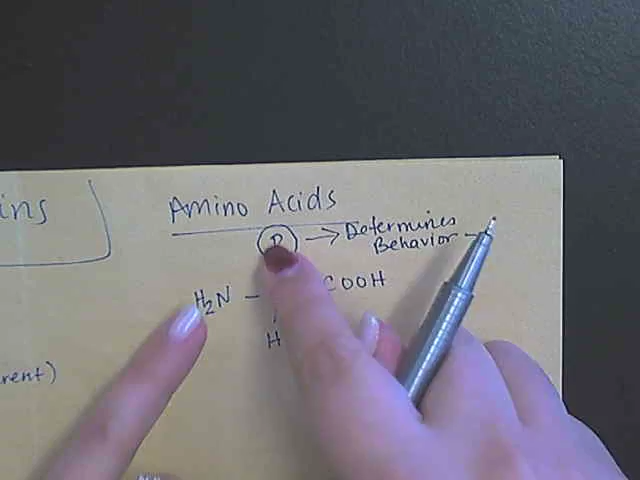 ins
Amino Acids
R → Determines
Behavior
H₂N — COOH
H
rent)